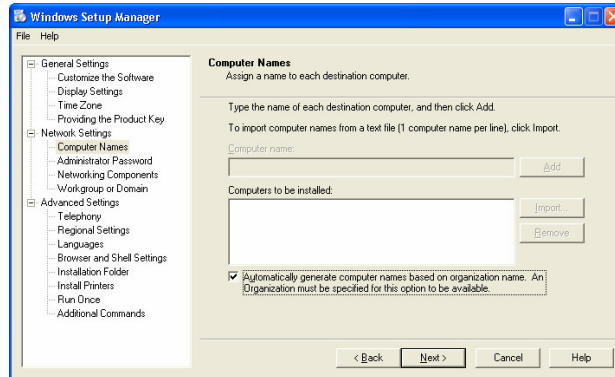 Windows Setup Manager
File Help
General Settings
Customize the Software
Display Settings
Time Zone
Providing the Product Key
Network Settings
Computer Names
Administrator Password
Networking Components
Workgroup or Domain
Advanced Settings
Telephony
Regional Settings
Languages
Browser and Shell Settings
Installation Folder
Install Printers
Run Once
Additional Commands
Computer Names
Assign a name to each destination computer.
Type the name of each destination computer, and then click Add.
To import computer names from a text file (1 computer name per line), click Import.
Computer name:
Add
Computers to be installed:
Import...
Remove
Automatically generate computer names based on organization name. An
Organization must be specified for this option to be available.
< Back Next > Cancel Help